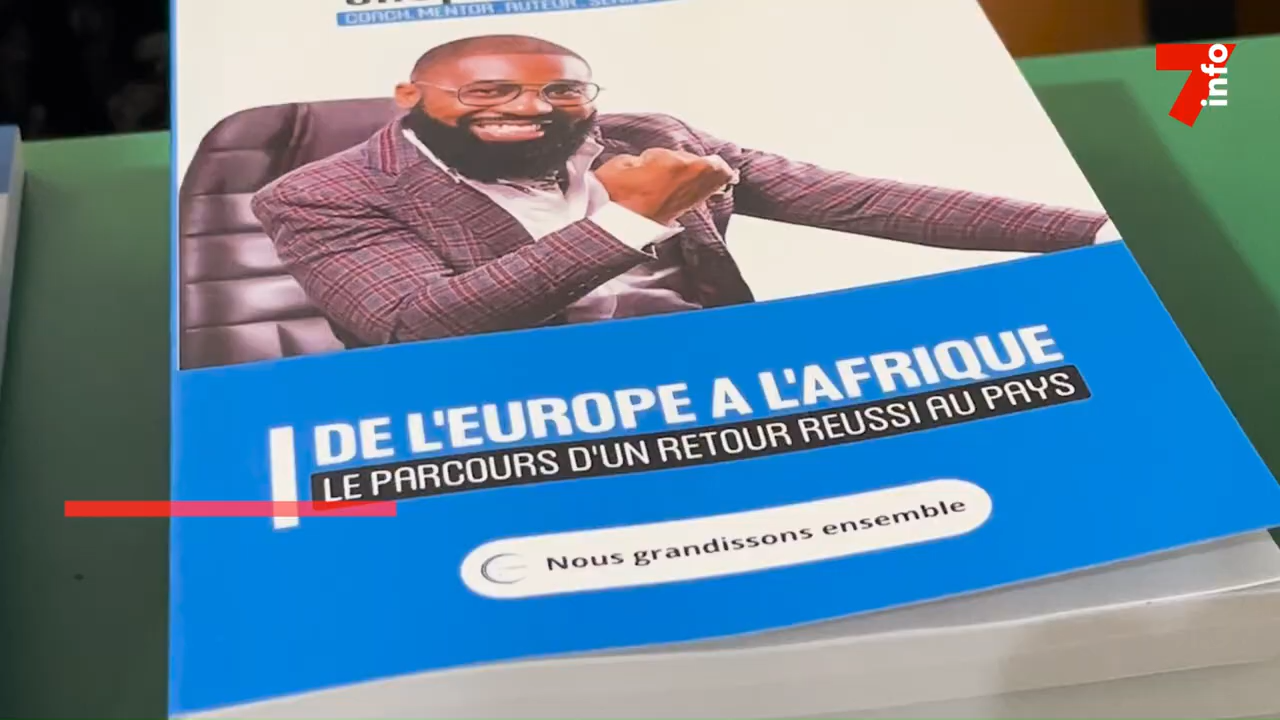 COACH, MENTOR, AUTEUR,
7info
DE L'EUROPE A L'AFRIQUE
LE PARCOURS D'UN RETOUR REUSSI AU PAYS
Nous grandissons ensemble